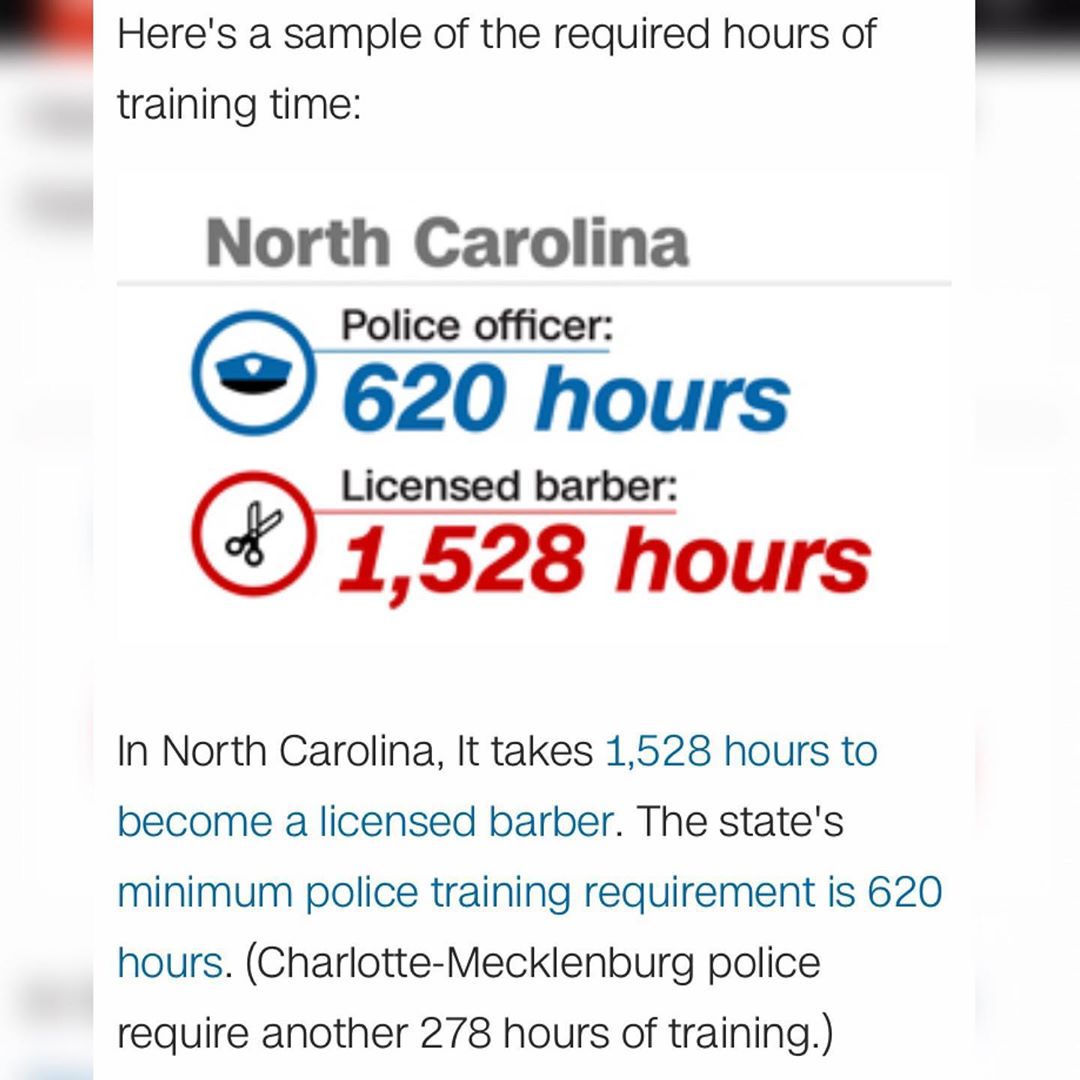 Here's a sample of the required hours of
training time:
North Carolina
Police officer:
620 hours
Licensed barber:
1,528 hours
In North Carolina, It takes 1,528 hours to
become a licensed barber. The state's
minimum police training requirement is 620
hours. (Charlotte-Mecklenburg police
require another 278 hours of training.)